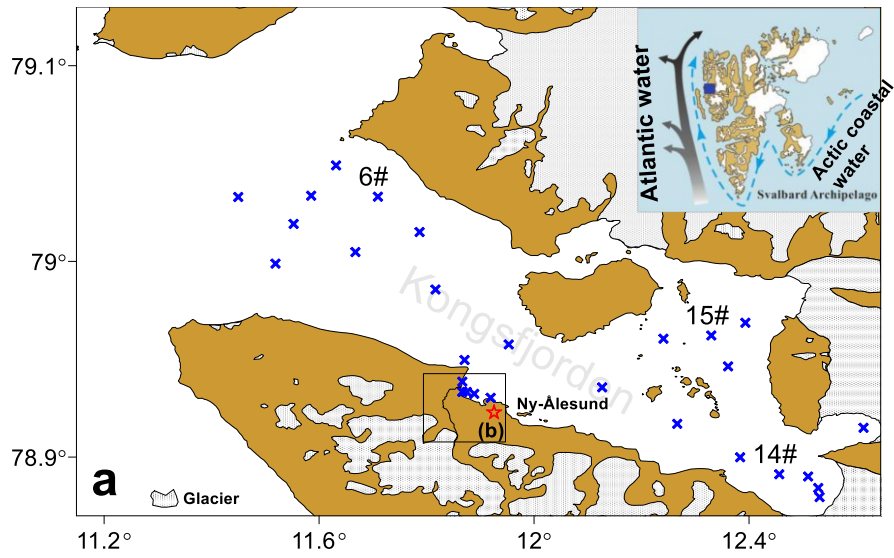 79.1°
79°
78.9°
11.2°
11.6°
12°
12.4°
6#
15#
14#
Kongsfjorden
Ny-Ålesund
(b)
a
Glacier
Atlantic water
Actic coastal
water
Svalbard Archipelago